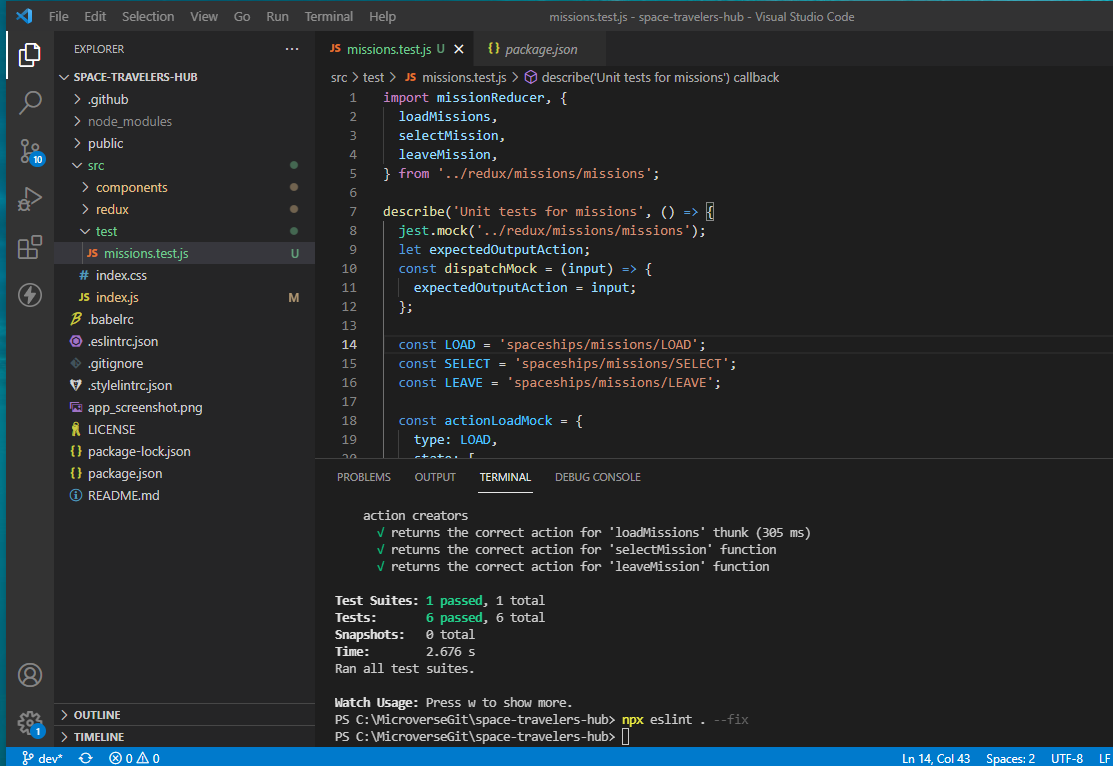 File Edit Selection View Go Run Terminal Help missions.test.js - space-travelers-hub - Visual Studio Code
EXPLORER ...
SPACE-TRAVELERS-HUB
.github
node_modules
public
src
components
redux
test
JS missions.test.js U
# index.css
JS index.js M
.babelrc
.eslintrc.json
.gitignore
.stylelintrc.json
app_screenshot.png
LICENSE
{} package-lock.json
{} package.json
README.md
OUTLINE
TIMELINE
10
1
JS missions.test.js U × {} package.json
src > test > JS missions.test.js > describe('Unit tests for missions') callback
1 import missionReducer, {
2 loadMissions,
3 selectMission,
4 leaveMission,
5 } from '../redux/missions/missions';
6
7 describe('Unit tests for missions', () => {
8 jest.mock('../redux/missions/missions');
9 let expectedOutputAction;
10 const dispatchMock = (input) => {
11 expectedOutputAction = input;
12 };
13
14 const LOAD = 'spaceships/missions/LOAD';
15 const SELECT = 'spaceships/missions/SELECT';
16 const LEAVE = 'spaceships/missions/LEAVE';
17
18 const actionLoadMock = {
19 type: LOAD,
20 state: [
PROBLEMS OUTPUT TERMINAL DEBUG CONSOLE
action creators
√ returns the correct action for 'loadMissions' thunk (305 ms)
√ returns the correct action for 'selectMission' function
√ returns the correct action for 'leaveMission' function
Test Suites: 1 passed, 1 total
Tests: 6 passed, 6 total
Snapshots: 0 total
Time: 2.676 s
Ran all test suites.
Watch Usage: Press w to show more.
PS C:\MicroverseGit\space-travelers-hub> npx eslint . --fix
PS C:\MicroverseGit\space-travelers-hub>
dev* 0 0 Ln 14, Col 43 Spaces: 2 UTF-8 LF